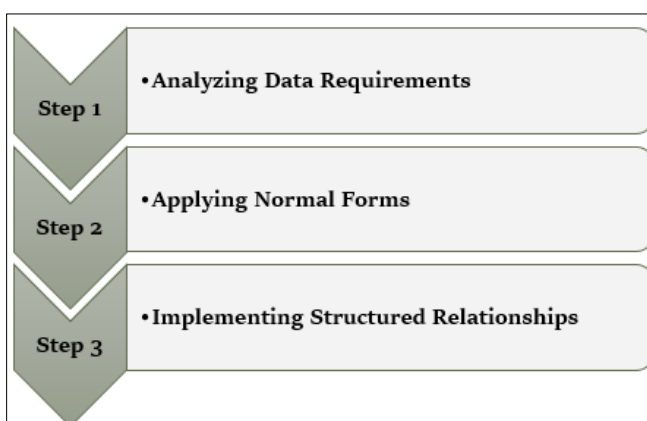 Step 1
•Analyzing Data Requirements
Step 2
•Applying Normal Forms
Step 3
•Implementing Structured Relationships